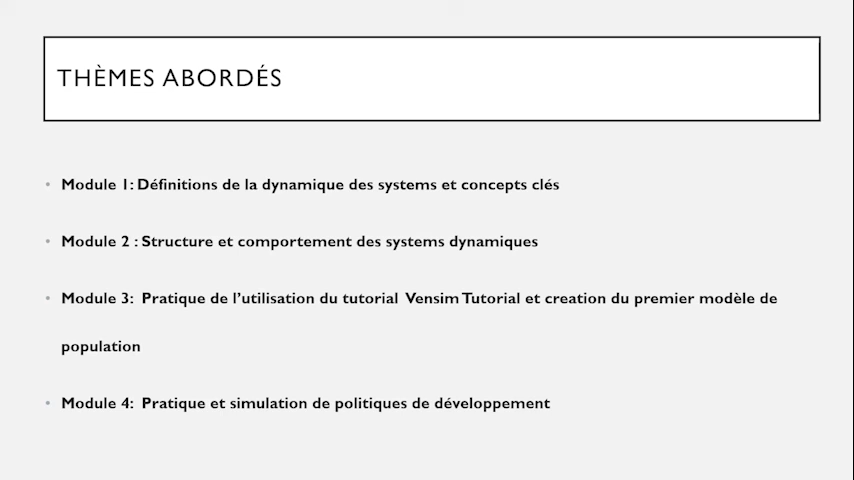 THÈMES ABORDÉS
• Module 1: Définitions de la dynamique des systems et concepts clés
• Module 2 : Structure et comportement des systems dynamiques
• Module 3: Pratique de l’utilisation du tutorial Vensim Tutorial et creation du premier modèle de
population
• Module 4: Pratique et simulation de politiques de développement